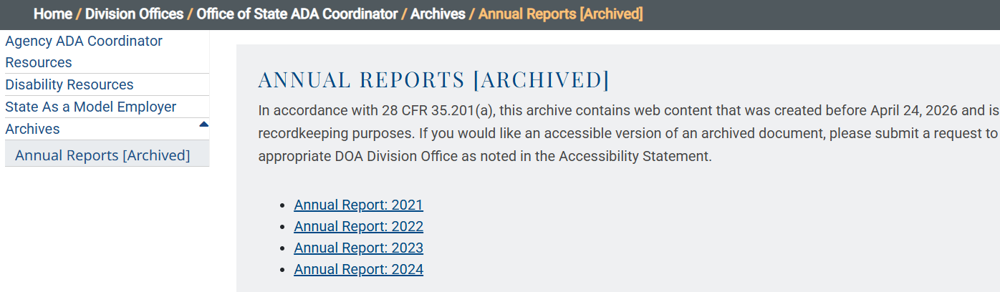 Home / Division Offices / Office of State ADA Coordinator / Archives / Annual Reports [Archived]
Agency ADA Coordinator
Resources
Disability Resources
State As a Model Employer
Archives
Annual Reports [Archived]
ANNUAL REPORTS [ARCHIVED]
In accordance with 28 CFR 35.201(a), this archive contains web content that was created before April 24, 2026 and is
recordkeeping purposes. If you would like an accessible version of an archived document, please submit a request to
appropriate DOA Division Office as noted in the Accessibility Statement.
• Annual Report: 2021
• Annual Report: 2022
• Annual Report: 2023
• Annual Report: 2024